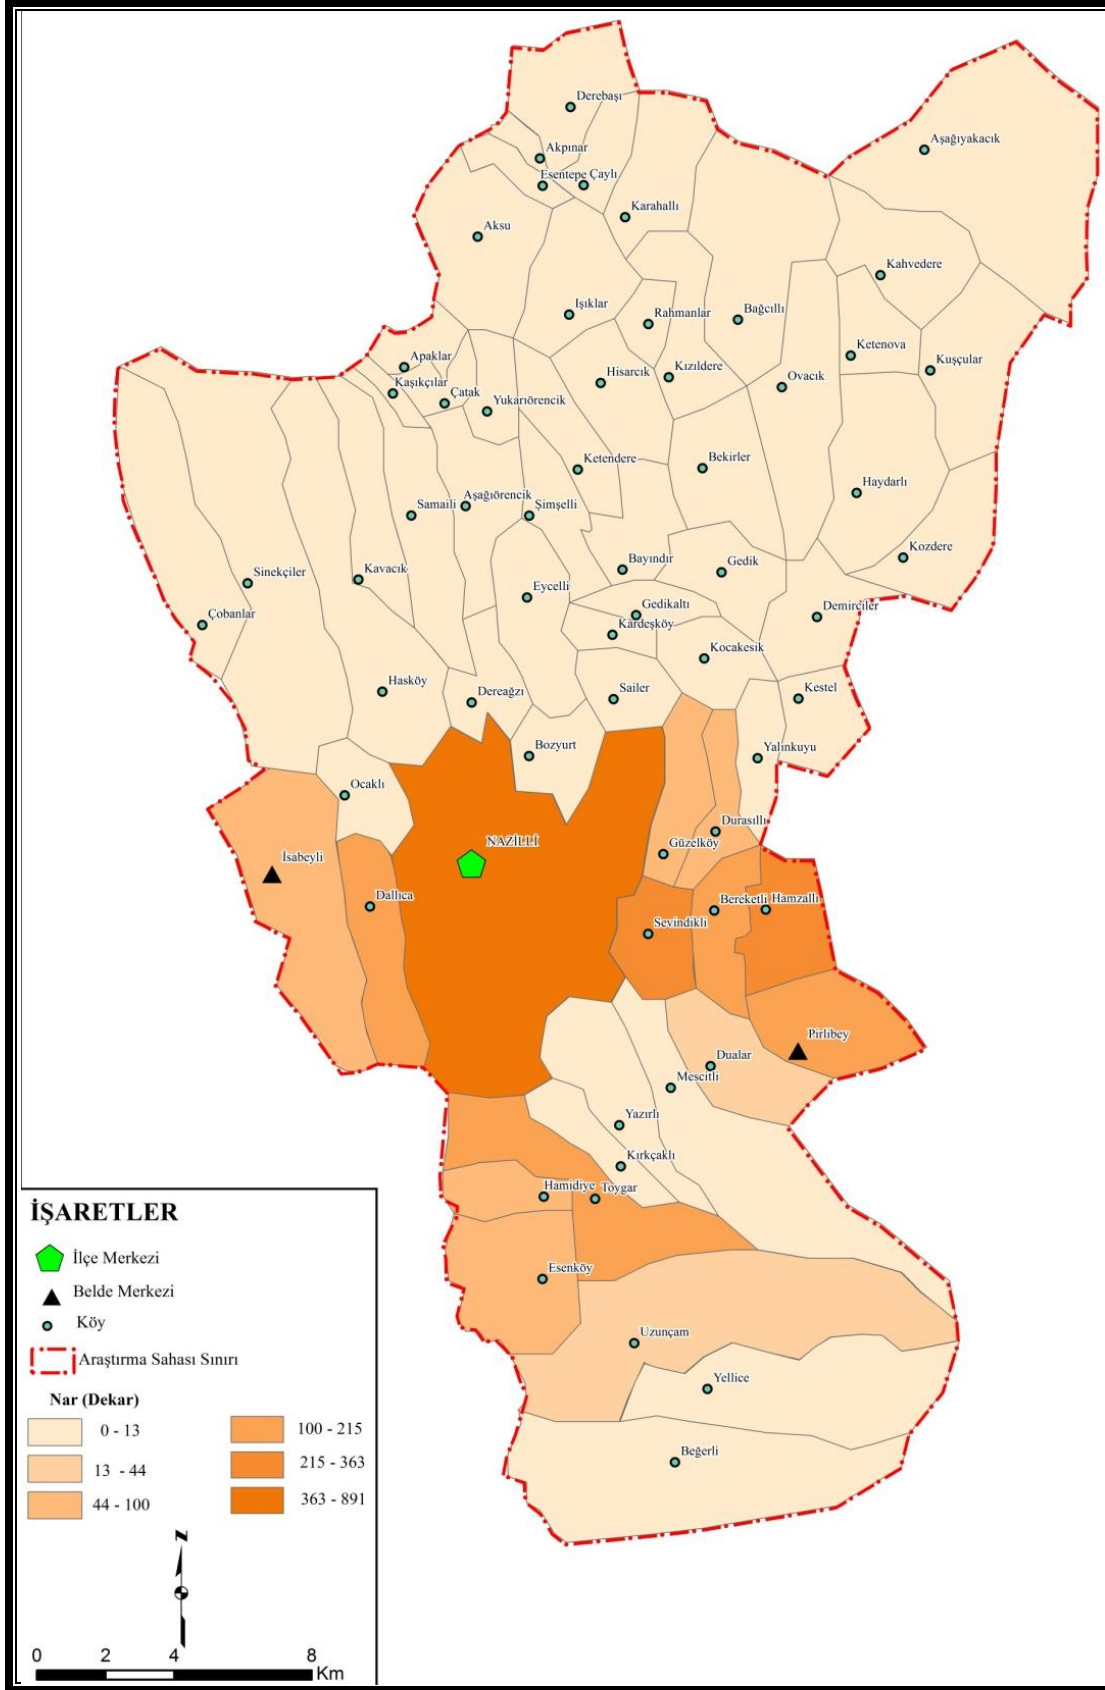 Derebaşı
Aşağıyakacık
Akpınar
Esentepe
Çaylı
Karahallı
Aksu
Kahvedere
Işıklar
Rahmanlar
Bağcıllı
Ketenova
Kuşçular
Apaklar
Kaşıkçılar
Çatak
Yukarıörencik
Hisarcık
Kızıldere
Ovacık
Ketendere
Bekirler
Haydarlı
Samaili
Aşağıörencik
Şimşelli
Kozdere
Bayındır
Gedik
Sinekçiler
Kavacık
Eycelli
Gedikaltı
Demirciler
Çobanlar
Kardeşköy
Kocakesik
Hasköy
Dereağzı
Sailer
Kestel
Bozyurt
Yalınkuyu
Ocaklı
Durasıllı
NAZİLLİ
Güzelköy
İsabeyli
Dallıca
Bereketli
Hamzallı
Sevindikli
Pirlibey
Dualar
Mescitli
Yazırlı
Kırkçaklı
Hamidiye
Toygar
Esenköy
Uzunçam
Yellice
Beğerli
İŞARETLER
İlçe Merkezi
Belde Merkezi
Köy
Araştırma Sahası Sınırı
Nar (Dekar)
0 - 13
100 - 215
13 - 44
215 - 363
44 - 100
363 - 891
N
0 2 4 8
Km